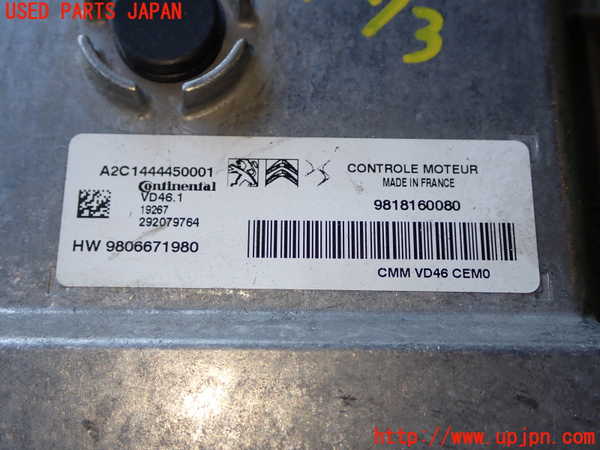 USED PARTS JAPAN
/3
A2C1444450001
Continental
VD46.1
19267
292079764
HW 9806671980
CONTROLE MOTEUR
MADE IN FRANCE
9818160080
CMM VD46 CEM0
https://www.upjpn.com/